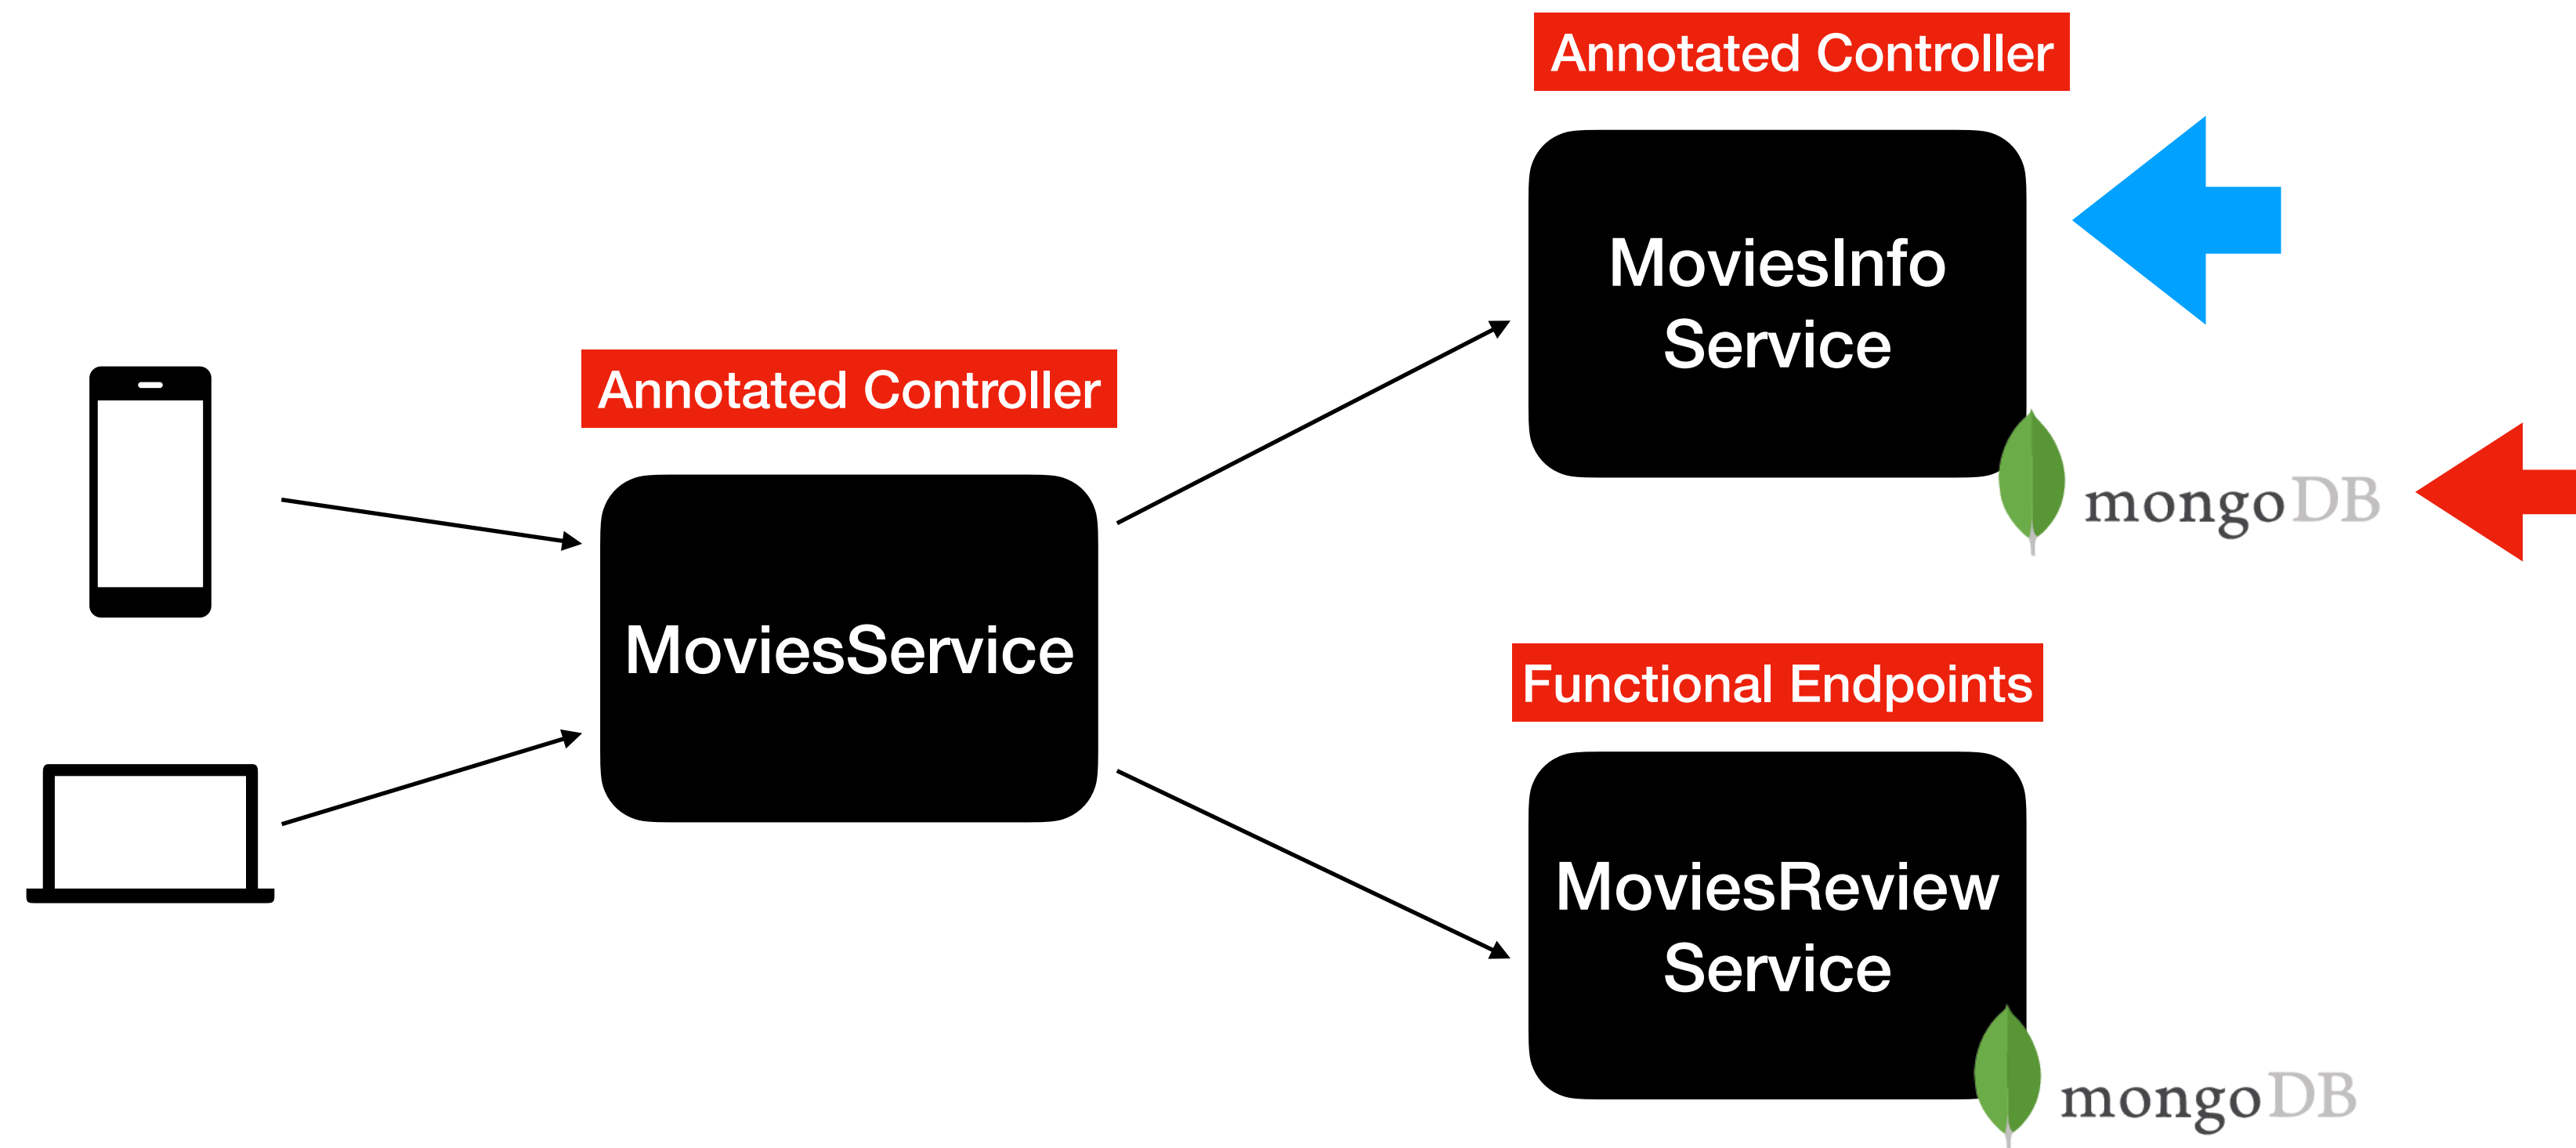 Annotated Controller
MoviesInfo
Service
mongoDB
Annotated Controller
MoviesService
Functional Endpoints
MoviesReview
Service
mongoDB